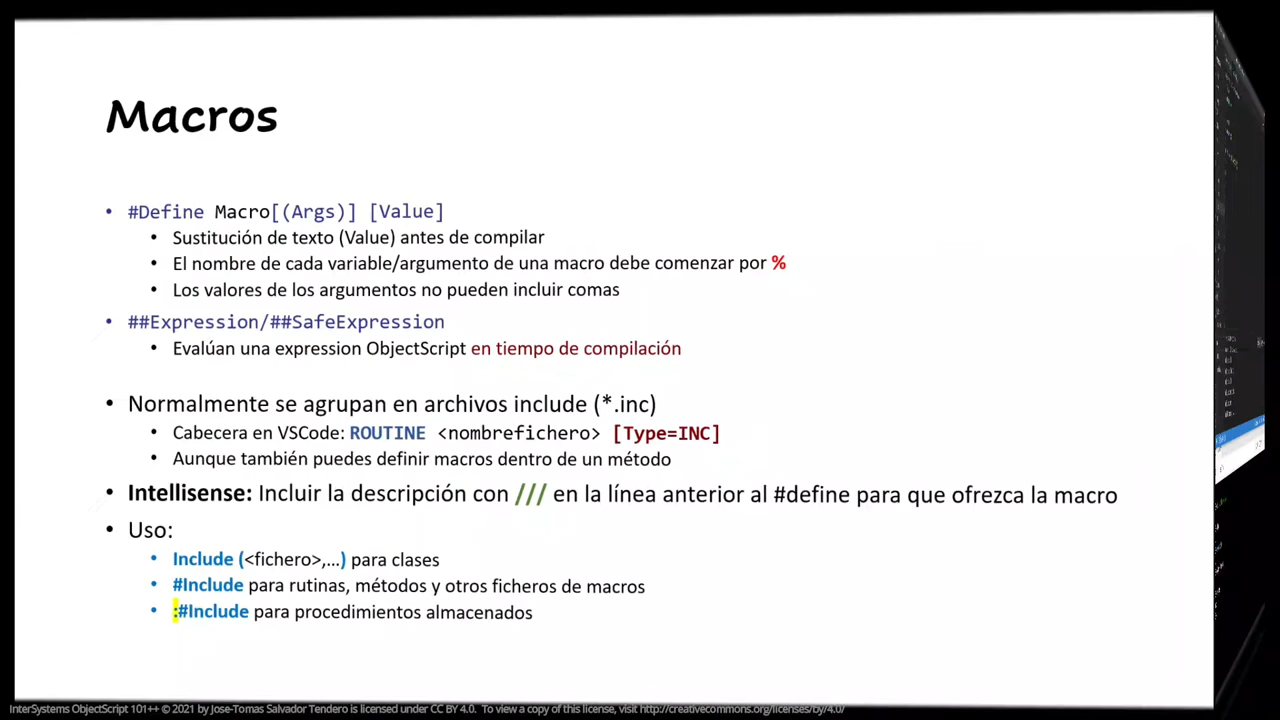 Macros
• #Define Macro[(Args)] [Value]
• Sustitución de texto (Value) antes de compilar
• El nombre de cada variable/argumento de una macro debe comenzar por %
• Los valores de los argumentos no pueden incluir comas
• ##Expression/##SafeExpression
• Evalúan una expression ObjectScript en tiempo de compilación
• Normalmente se agrupan en archivos include (*.inc)
• Cabecera en VSCode: ROUTINE <nombrefichero> [Type=INC]
• Aunque también puedes definir macros dentro de un método
• Intellisense: Incluir la descripción con /// en la línea anterior al #define para que ofrezca la macro
• Uso:
• Include (<fichero>,...) para clases
• #Include para rutinas, métodos y otros ficheros de macros
• :#Include para procedimientos almacenados
InterSystems ObjectScript 101++ © 2021 by Jose-Tomas Salvador Tendero is licensed under CC BY 4.0. To view a copy of this license, visit http://creativecommons.org/licenses/by/4.0/